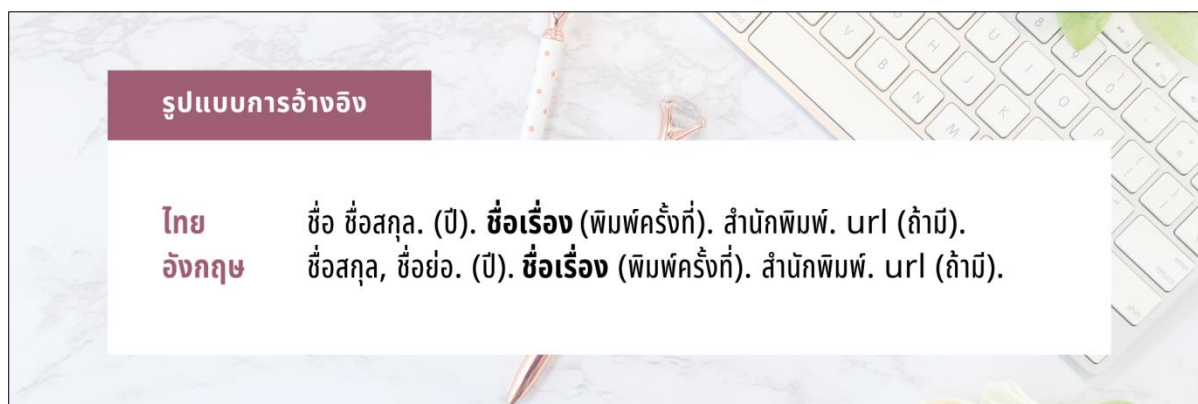 รูปแบบการอ้างอิง
ไทย ชื่อ ชื่อสกุล. (ปี). ชื่อเรื่อง (พิมพ์ครั้งที่). สำนักพิมพ์. url (ถ้ามี).
อังกฤษ ชื่อสกุล, ชื่อย่อ. (ปี). ชื่อเรื่อง (พิมพ์ครั้งที่). สำนักพิมพ์. url (ถ้ามี).